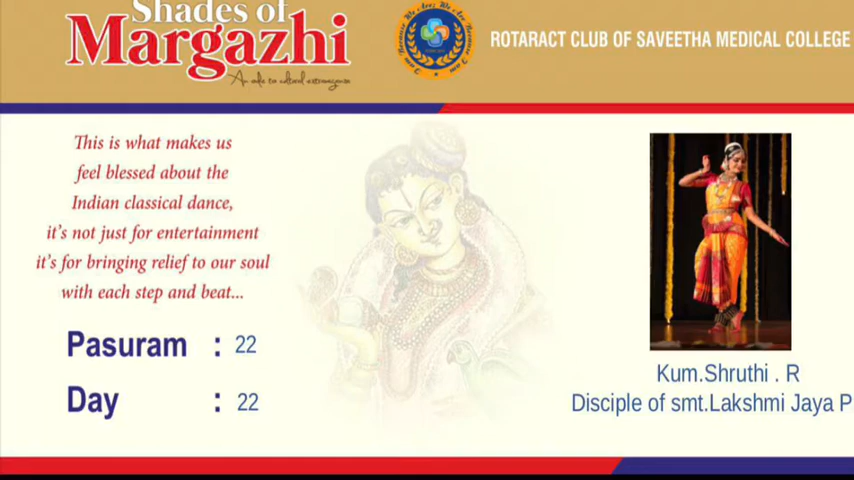 Shades of
Margazhi
An ode to cultural extravaganza
ROTARACT CLUB OF SAVEETHA MEDICAL COLLEGE
This is what makes us
feel blessed about the
Indian classical dance,
it's not just for entertainment
it's for bringing relief to our soul
with each step and beat...
Pasuram : 22
Day : 22
Kum.Shruthi . R
Disciple of smt.Lakshmi Jaya P